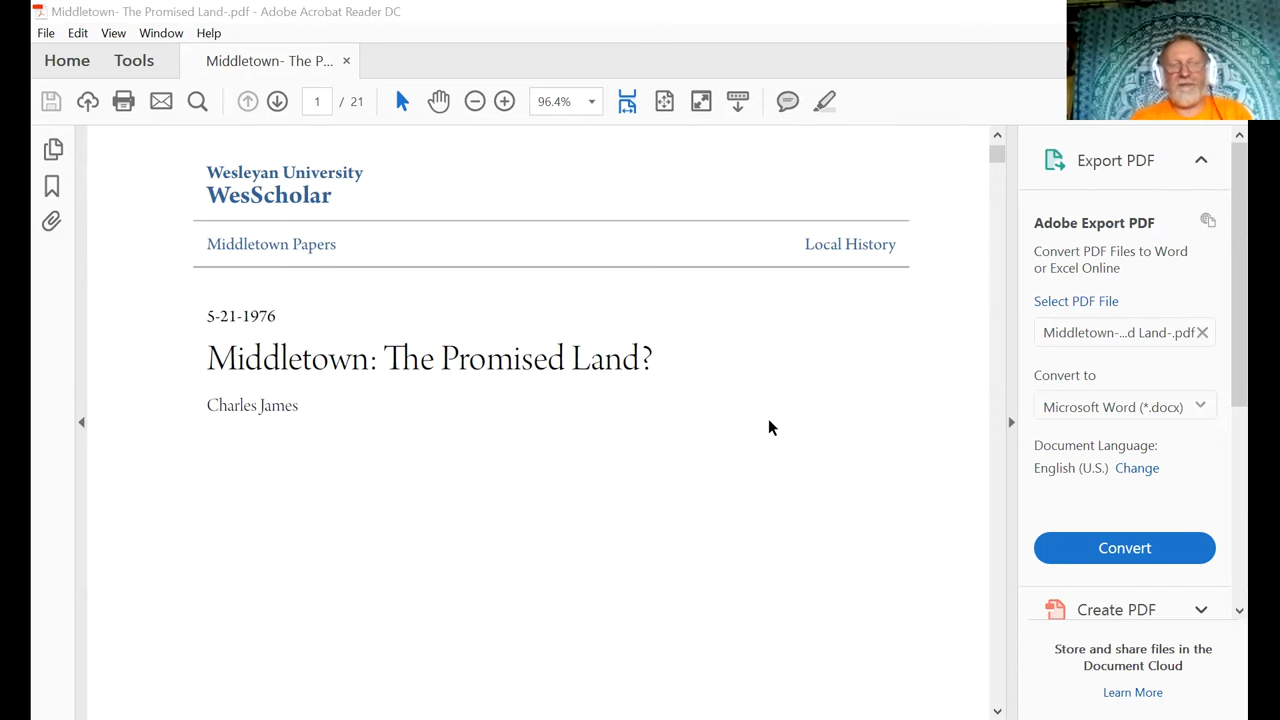 Middletown- The Promised Land-.pdf - Adobe Acrobat Reader DC
File Edit View Window Help
Home Tools Middletown- The P... ×
1 / 21 96.4%
Wesleyan University
WesScholar
Middletown Papers Local History
5-21-1976
Middletown: The Promised Land?
Charles James
Export PDF
Adobe Export PDF
Convert PDF Files to Word
or Excel Online
Select PDF File
Middletown-...d Land-.pdf
Convert to
Microsoft Word (*.docx)
Document Language:
English (U.S.) Change
Convert
Create PDF
Store and share files in the
Document Cloud
Learn More